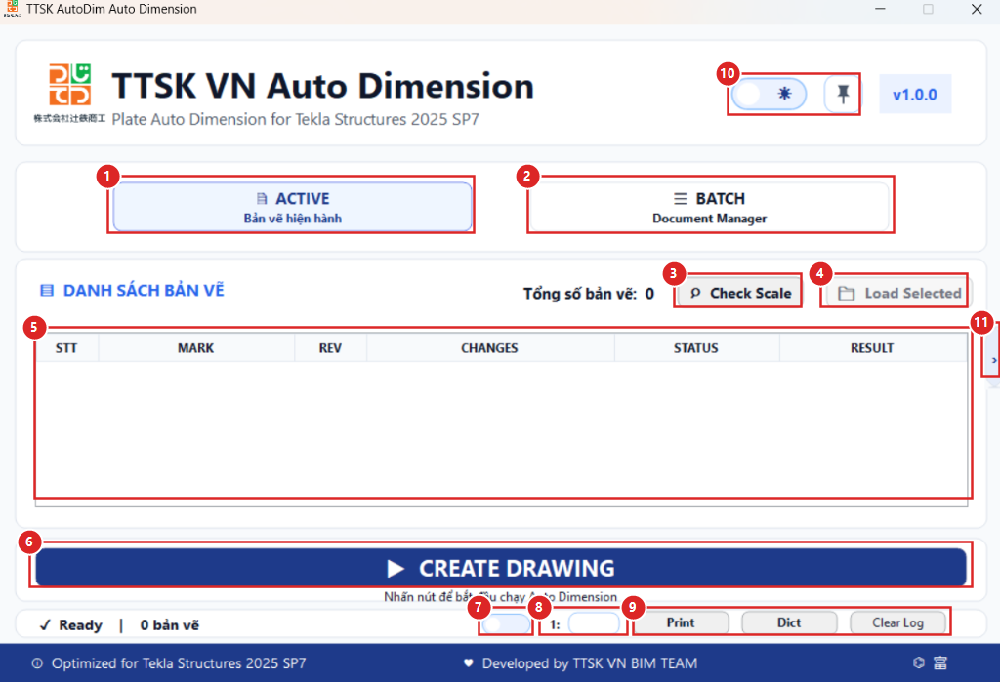 TTSK AutoDim Auto Dimension
TTSK VN Auto Dimension
株式会社辻鉄商工 Plate Auto Dimension for Tekla Structures 2025 SP7
10
v1.0.0
1
ACTIVE
Bản vẽ hiện hành
2
BATCH
Document Manager
DANH SÁCH BẢN VẼ
Tổng số bản vẽ: 0
3
Check Scale
4
Load Selected
5
STT MARK REV CHANGES STATUS RESULT
11
6
CREATE DRAWING
Nhấn nút để bắt đầu chạy Auto Dimension
✓ Ready | 0 bản vẽ
7
8
1:
9
Print Dict Clear Log
Optimized for Tekla Structures 2025 SP7
Developed by TTSK VN BIM TEAM
富